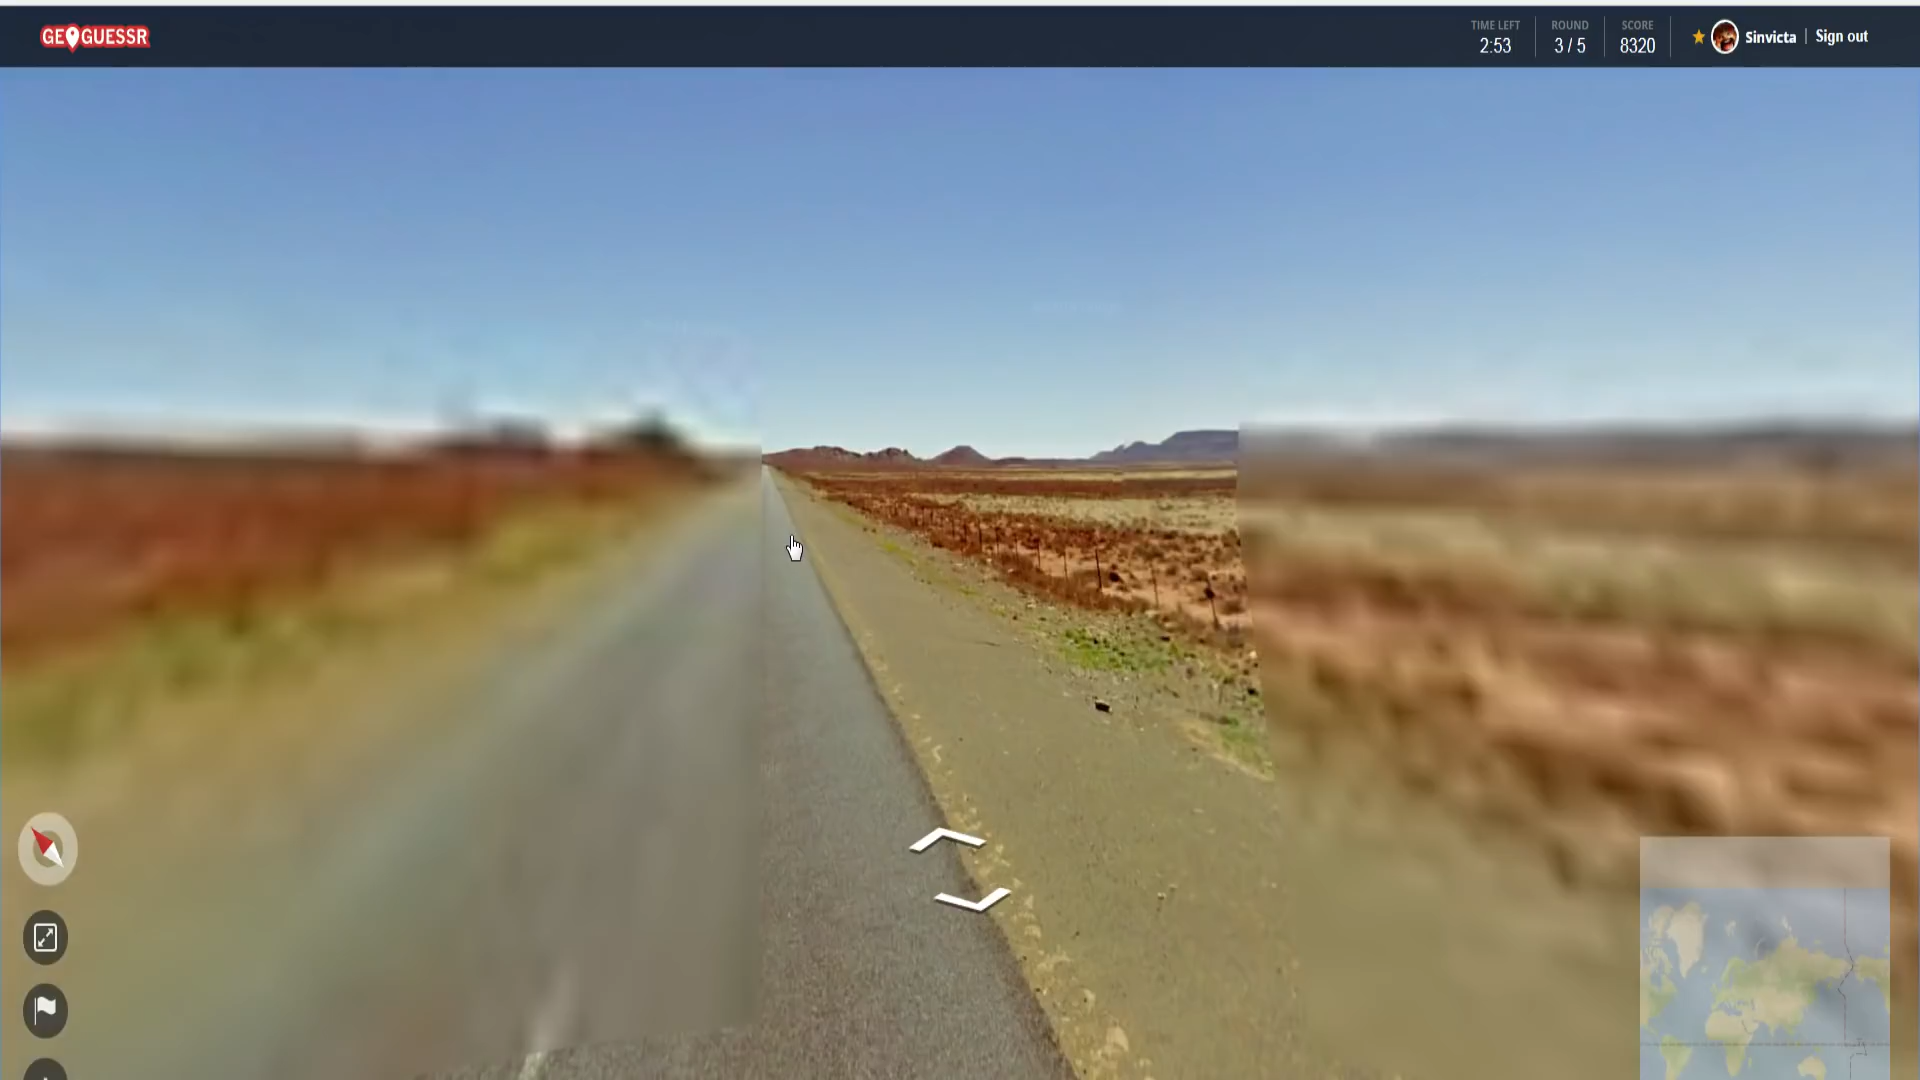 GEOGUESSR
TIME LEFT
2:53
ROUND
3 / 5
SCORE
8320
Sinvicta
Sign out